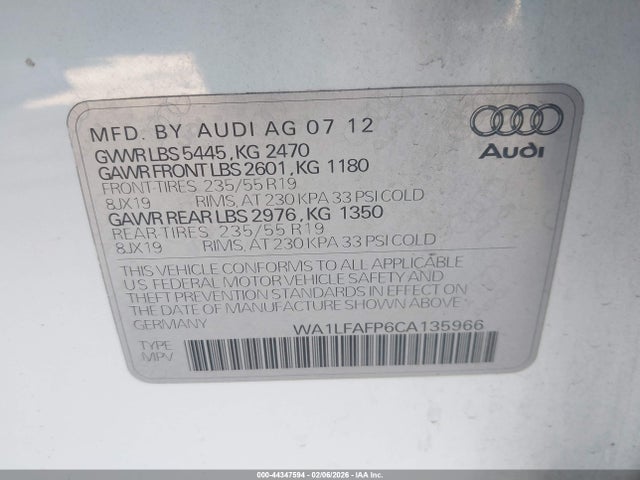 MFD. BY AUDI AG 07 12
GVWR LBS 5445, KG 2470
GAWR FRONT LBS 2601, KG 1180
FRONT-TIRES 235/55 R19
8JX19 RIMS, AT 230 KPA 33 PSI COLD
GAWR REAR LBS 2976, KG 1350
REAR-TIRES 235/55 R19
8JX19 RIMS, AT 230 KPA 33 PSI COLD
THIS VEHICLE CONFORMS TO ALL APPLICABLE
US FEDERAL MOTOR VEHICLE SAFETY AND
THEFT PREVENTION STANDARDS IN EFFECT ON
THE DATE OF MANUFACTURE SHOWN ABOVE
GERMANY WA1LFAFP6CA135966
TYPE
MPV
Audi
000-44347594 - 02/06/2026 - COPART/IAA